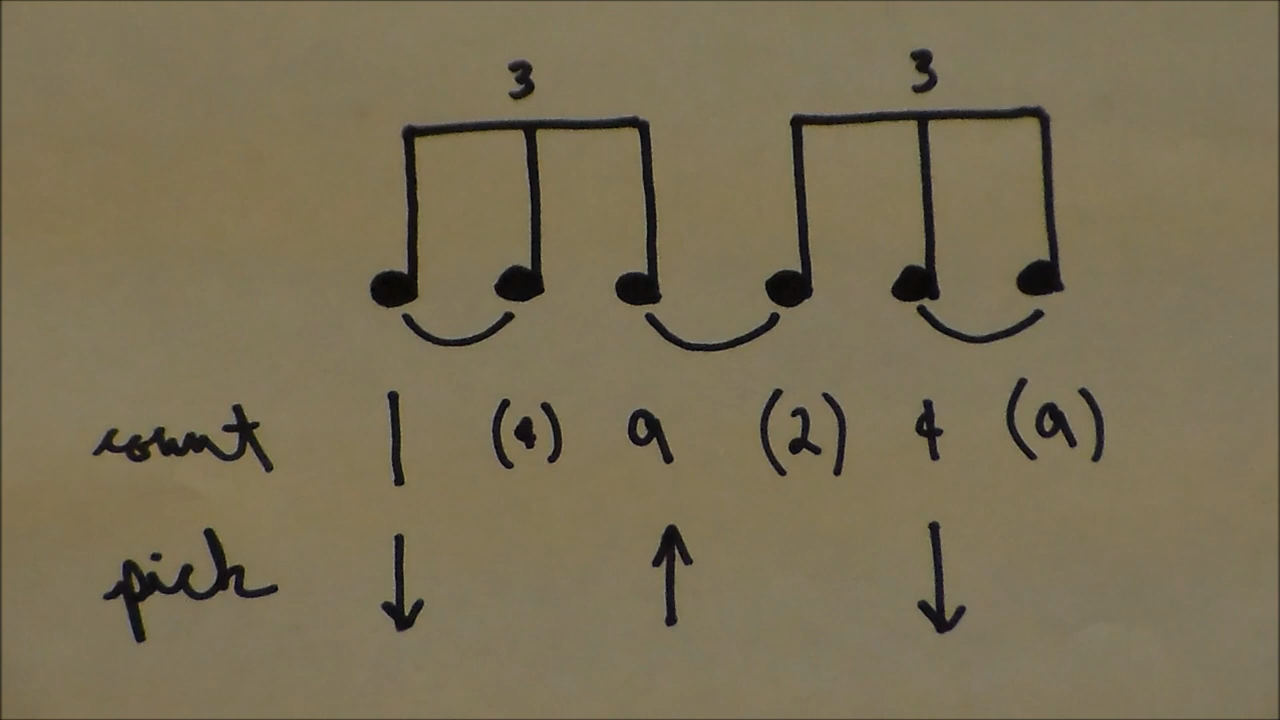 3 3
count 1 (&) a (2) & (a)
pick ↓ ↑ ↓